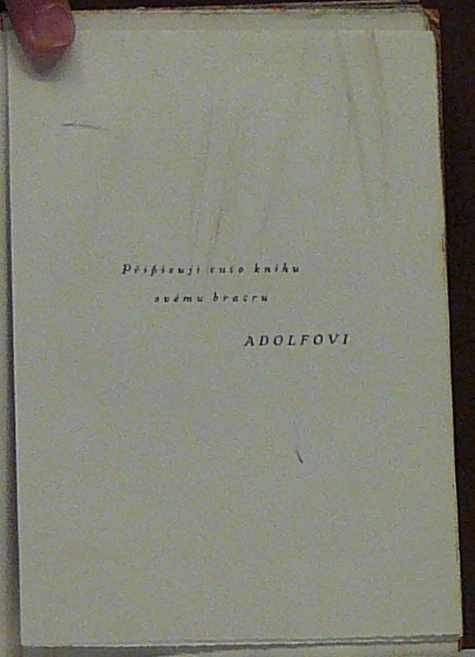 Připisuji tuto knihu
svému bratru
ADOLFOVI